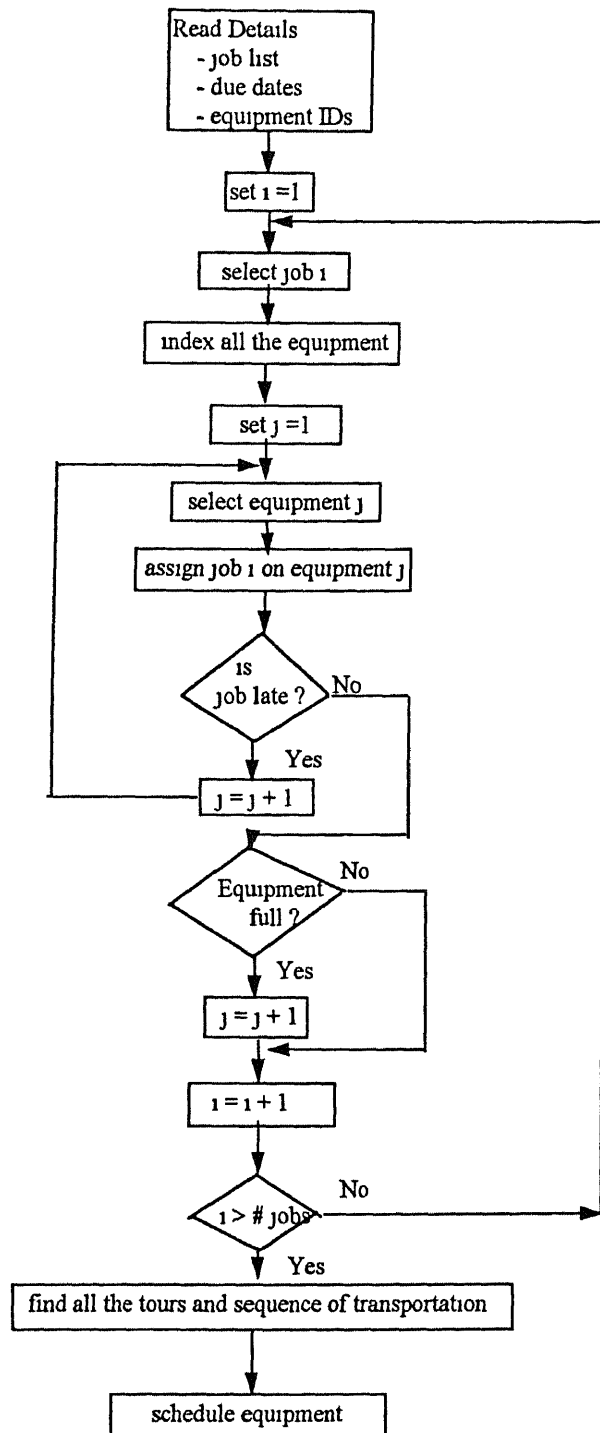 Read Details
- job list
- due dates
- equipment IDs
set i =1
select job i
index all the equipment
set j =1
select equipment j
assign job i on equipment j
is
job late ?
No
Yes
j = j + 1
Equipment
full ?
No
Yes
j = j + 1
i = i + 1
i > # jobs
No
Yes
find all the tours and sequence of transportation
schedule equipment